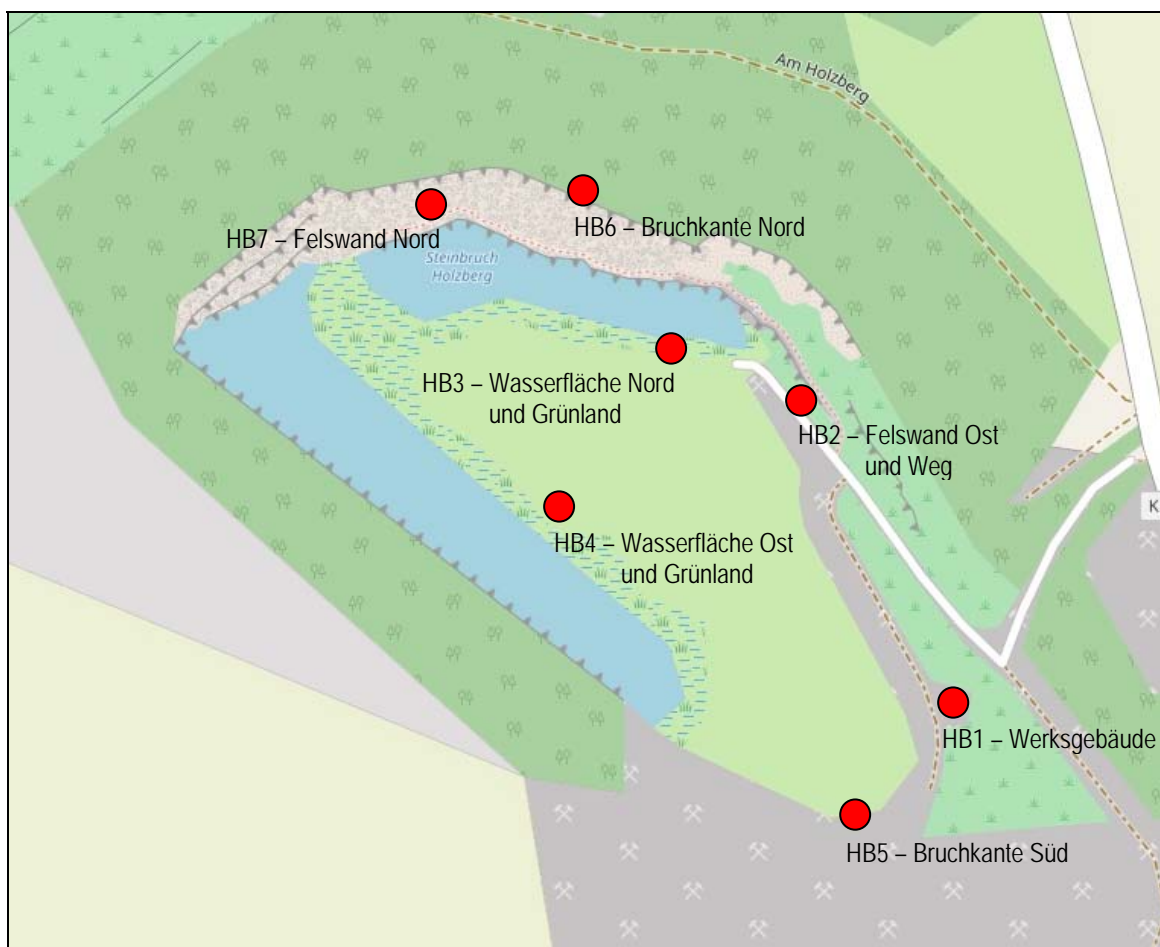 Am Holzberg
HB6 – Bruchkante Nord
HB7 – Felswand Nord
Steinbruch
Holzberg
HB3 – Wasserfläche Nord
und Grünland
HB2 – Felswand Ost
und Weg
K
HB4 – Wasserfläche Ost
und Grünland
HB1 – Werksgebäude
HB5 – Bruchkante Süd